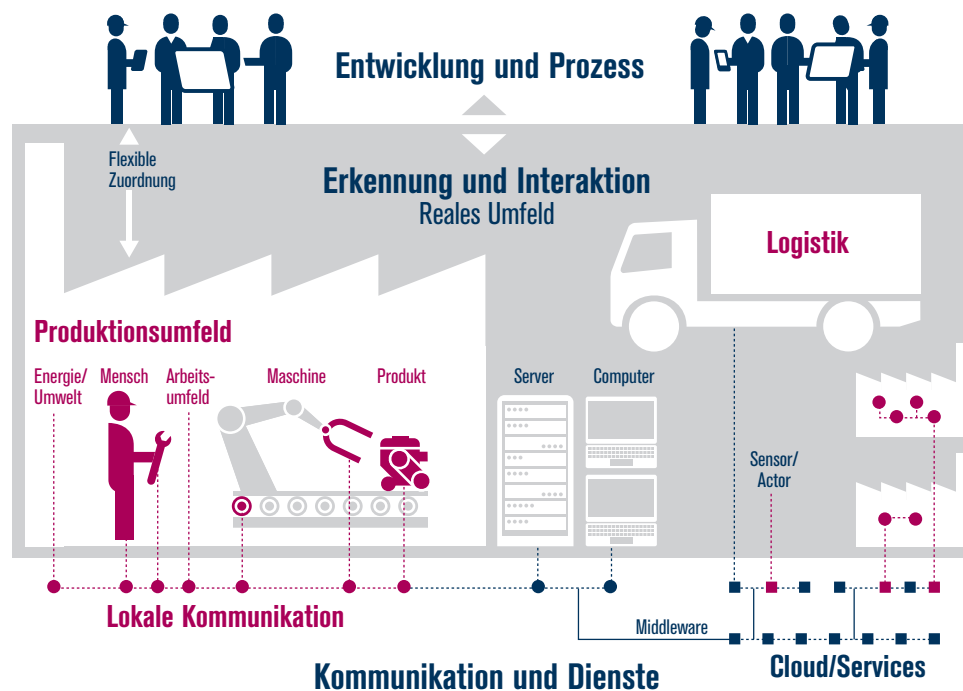 Entwicklung und Prozess
Flexible
Zuordnung
Erkennung und Interaktion
Reales Umfeld
Logistik
Produktionsumfeld
Energie/
Umwelt
Mensch
Arbeits-
umfeld
Maschine
Produkt
Server
Computer
Sensor/
Actor
Lokale Kommunikation
Middleware
Cloud/Services
Kommunikation und Dienste